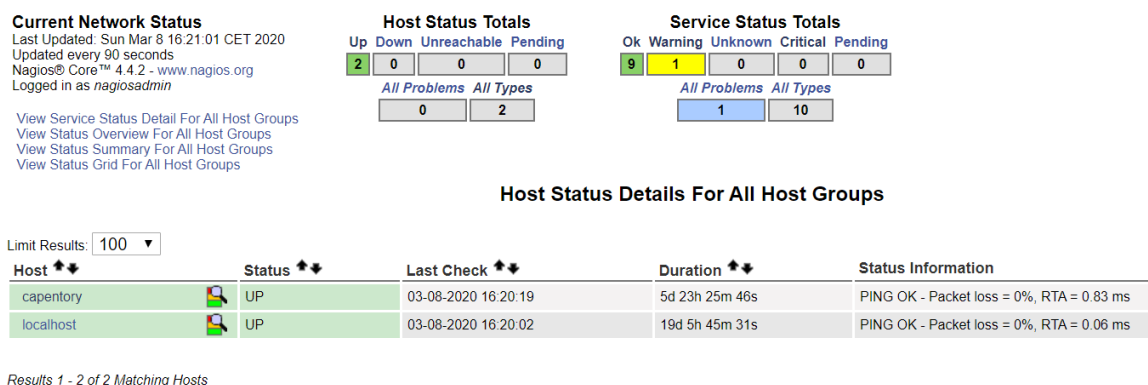 Current Network Status
Last Updated: Sun Mar 8 16:21:01 CET 2020
Updated every 90 seconds
Nagios® Core™ 4.4.2 - www.nagios.org
Logged in as nagiosadmin
View Service Status Detail For All Host Groups
View Status Overview For All Host Groups
View Status Summary For All Host Groups
View Status Grid For All Host Groups
Host Status Totals
Up Down Unreachable Pending
2 0 0 0
All Problems All Types
0 2
Service Status Totals
Ok Warning Unknown Critical Pending
9 1 0 0 0
All Problems All Types
1 10
Host Status Details For All Host Groups
Limit Results: 100
Host Status Last Check Duration Status Information
capentory UP 03-08-2020 16:20:19 5d 23h 25m 46s PING OK - Packet loss = 0%, RTA = 0.83 ms
localhost UP 03-08-2020 16:20:02 19d 5h 45m 31s PING OK - Packet loss = 0%, RTA = 0.06 ms
Results 1 - 2 of 2 Matching Hosts